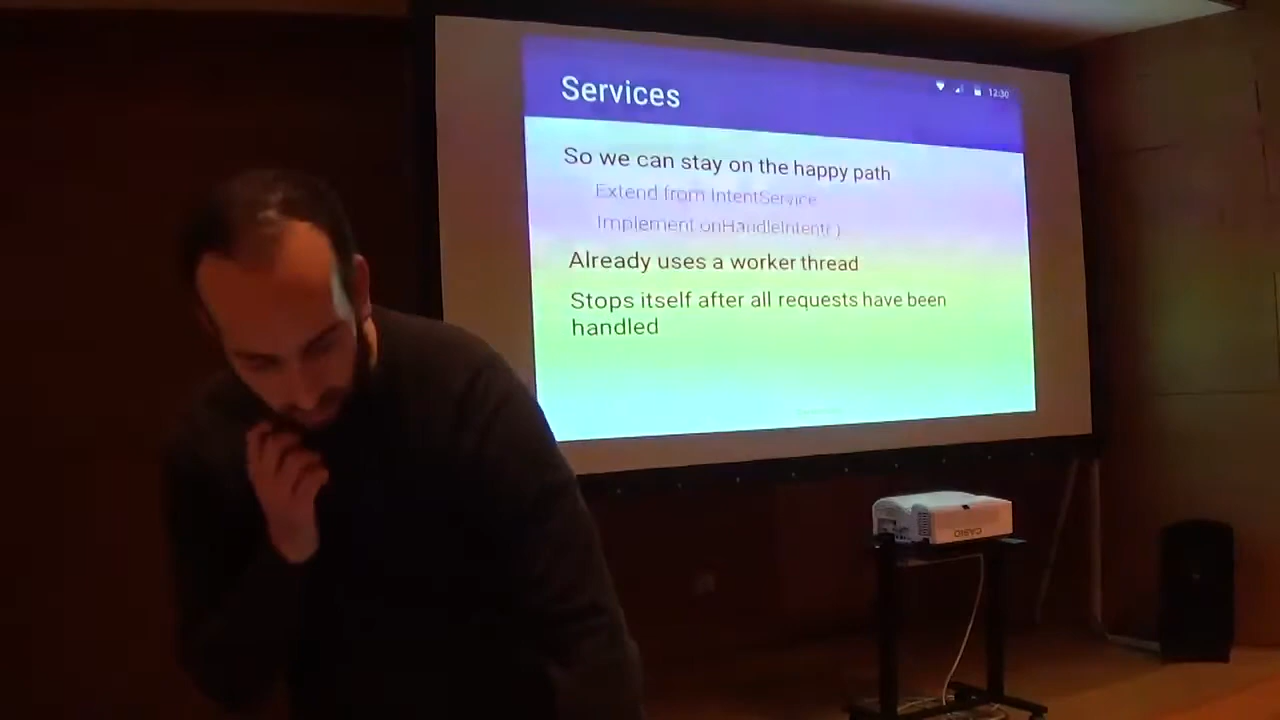 Services
12:30
So we can stay on the happy path
Extend from IntentService
Implement onHandleIntent( )
Already uses a worker thread
Stops itself after all requests have been
handled
CASIO